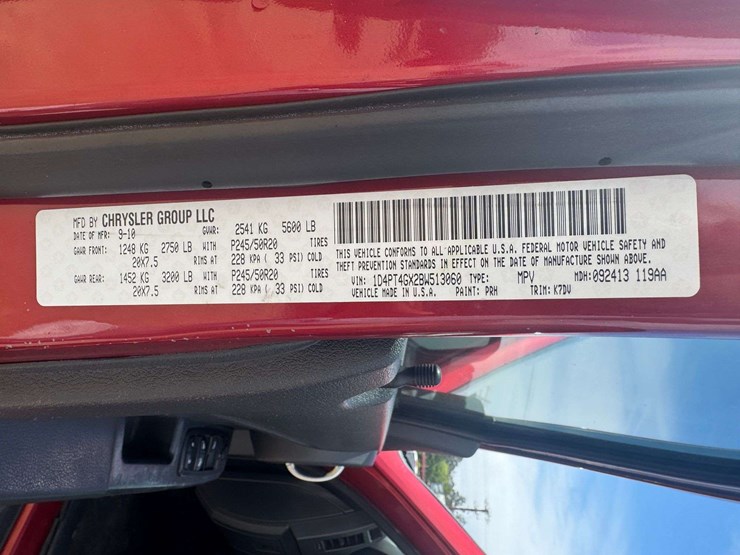 MFD BY CHRYSLER GROUP LLC
DATE OF MFR: 9-10 GVWR: 2541 KG 5600 LB
GAWR FRONT: 1248 KG 2750 LB WITH P245/50R20 TIRES
20X7.5 RIMS AT 228 KPA ( 33 PSI) COLD
GAWR REAR: 1452 KG 3200 LB WITH P245/50R20 TIRES
20X7.5 RIMS AT 228 KPA ( 33 PSI) COLD
THIS VEHICLE CONFORMS TO ALL APPLICABLE U.S.A. FEDERAL MOTOR VEHICLE SAFETY AND
THEFT PREVENTION STANDARDS IN EFFECT ON THE DATE OF MANUFACTURE SHOWN ABOVE.
VIN: 1D4PT4GX2BW513060 TYPE: MPV MDH: 092413 119AA
VEHICLE MADE IN U.S.A. PAINT: PRH TRIM: K7DV